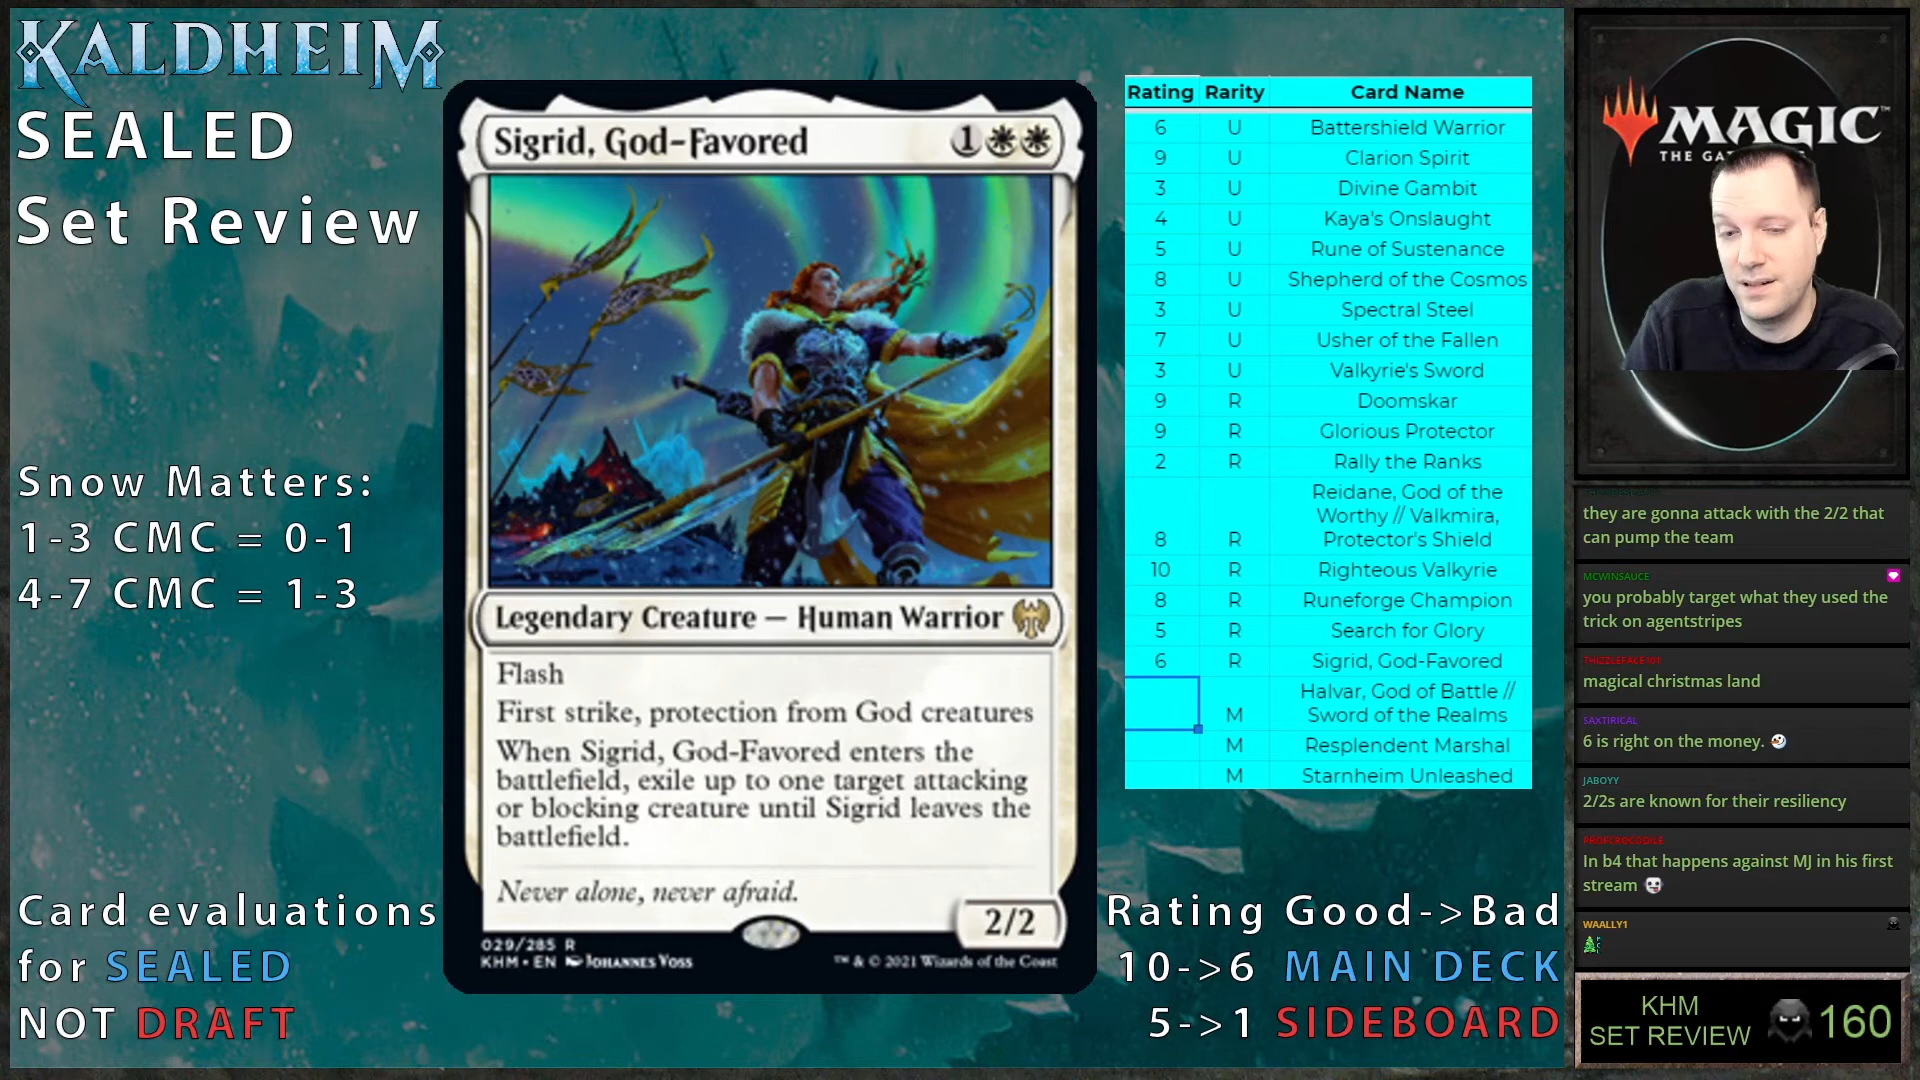 KALDHEIM
SEALED
Set Review
Snow Matters:
1-3 CMC = 0-1
4-7 CMC = 1-3
Card evaluations
for SEALED
NOT DRAFT
Sigrid, God-Favored 1
Legendary Creature — Human Warrior
Flash
First strike, protection from God creatures
When Sigrid, God-Favored enters the
battlefield, exile up to one target attacking
or blocking creature until Sigrid leaves the
battlefield.
Never alone, never afraid.
2/2
029/285 R
KHM • EN JOHANNES VOSS
™ & © 2021 Wizards of the Coast
Rating Rarity Card Name
6 U Battershield Warrior
9 U Clarion Spirit
3 U Divine Gambit
4 U Kaya's Onslaught
5 U Rune of Sustenance
8 U Shepherd of the Cosmos
3 U Spectral Steel
7 U Usher of the Fallen
3 U Valkyrie's Sword
9 R Doomskar
9 R Glorious Protector
2 R Rally the Ranks
Reidane, God of the
Worthy // Valkmira,
8 R Protector's Shield
10 R Righteous Valkyrie
8 R Runeforge Champion
5 R Search for Glory
6 R Sigrid, God-Favored
Halvar, God of Battle //
M Sword of the Realms
M Resplendent Marshal
M Starnheim Unleashed
Rating Good->Bad
10->6 MAIN DECK
5->1 SIDEBOARD
MAGIC™
THE GA
they are gonna attack with the 2/2 that
can pump the team
MCWINSAUCE
you probably target what they used the
trick on agentstripes
THIZZLEFACE101
magical christmas land
SAXTIRICAL
6 is right on the money.
JABOYY
2/2s are known for their resiliency
PROPCROCODILE
In b4 that happens against MJ in his first
stream
WAALLY1
KHM
SET REVIEW 160